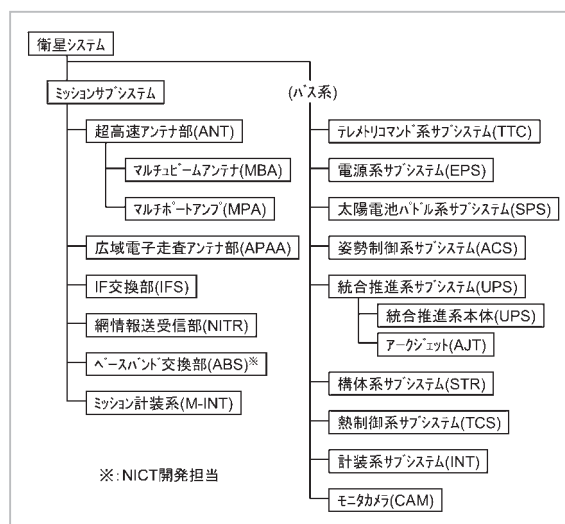 衛星システム
ミッションサブシステム
超高速アンテナ部(ANT)
マルチビームアンテナ(MBA)
マルチポートアンプ(MPA)
広域電子走査アンテナ部(APAA)
IF交換部(IFS)
網情報送受信部(NITR)
ベースバンド交換部(ABS)※
ミッション計装系(M-INT)
※:NICT開発担当
(バス系)
テレメトリコマンド系サブシステム(TTC)
電源系サブシステム(EPS)
太陽電池パドル系サブシステム(SPS)
姿勢制御系サブシステム(ACS)
統合推進系サブシステム(UPS)
統合推進系本体(UPS)
アークジェット(AJT)
構体系サブシステム(STR)
熱制御系サブシステム(TCS)
計装系サブシステム(INT)
モニタカメラ(CAM)